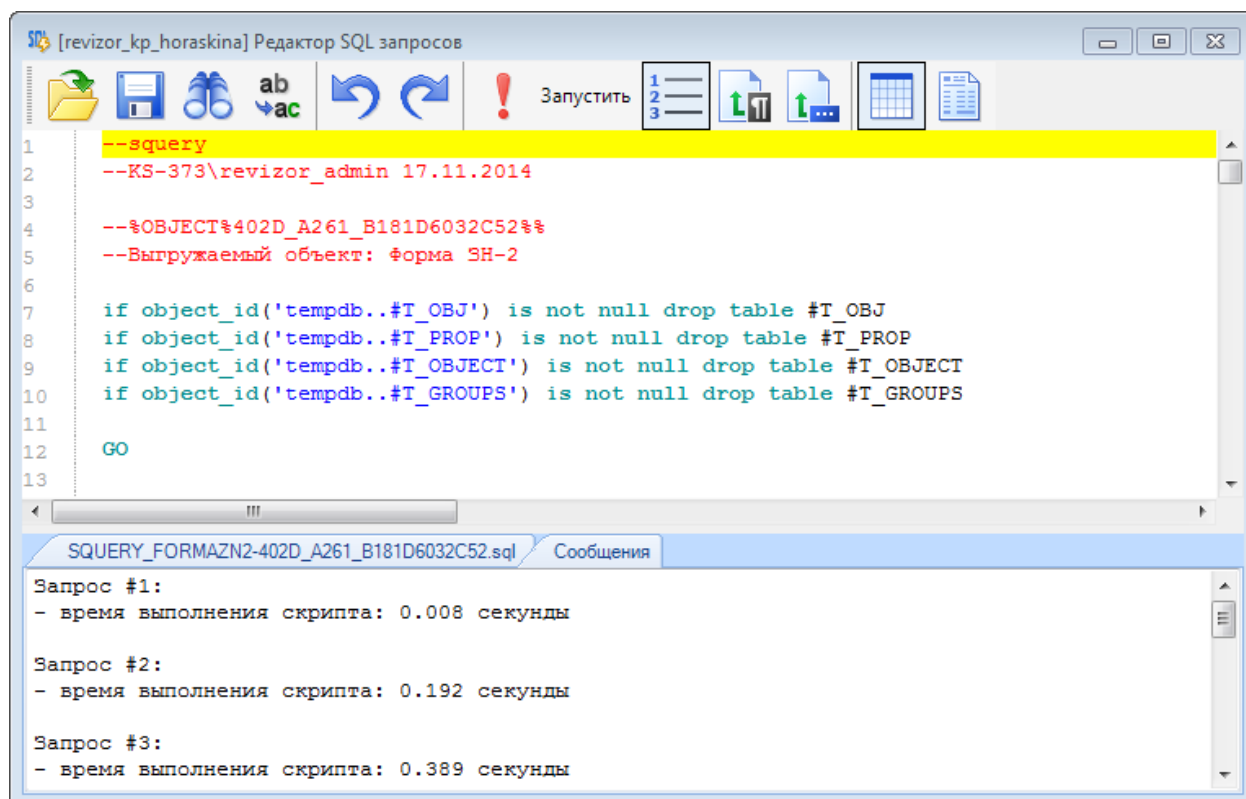 [revizor_kp_horaskina] Редактор SQL запросов
ab
ac
Запустить
1
2
3
1 --squery
2 --KS-373\revizor_admin 17.11.2014
3
4 --%OBJECT%402D_A261_B181D6032C52%%
5 --Выгружаемый объект: Форма ЗН-2
6
7 if object_id('tempdb..#T_OBJ') is not null drop table #T_OBJ
8 if object_id('tempdb..#T_PROP') is not null drop table #T_PROP
9 if object_id('tempdb..#T_OBJECT') is not null drop table #T_OBJECT
10 if object_id('tempdb..#T_GROUPS') is not null drop table #T_GROUPS
11
12 GO
13
SQUERY_FORMAZN2-402D_A261_B181D6032C52.sql Сообщения
Запрос #1:
- время выполнения скрипта: 0.008 секунды
Запрос #2:
- время выполнения скрипта: 0.192 секунды
Запрос #3:
- время выполнения скрипта: 0.389 секунды